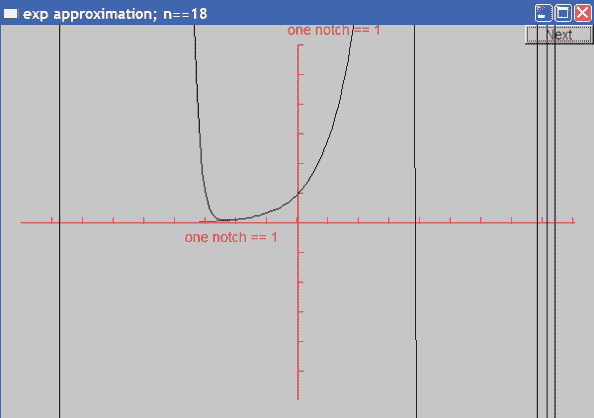 exp approximation; n==18
one notch == 1
Next
one notch == 1